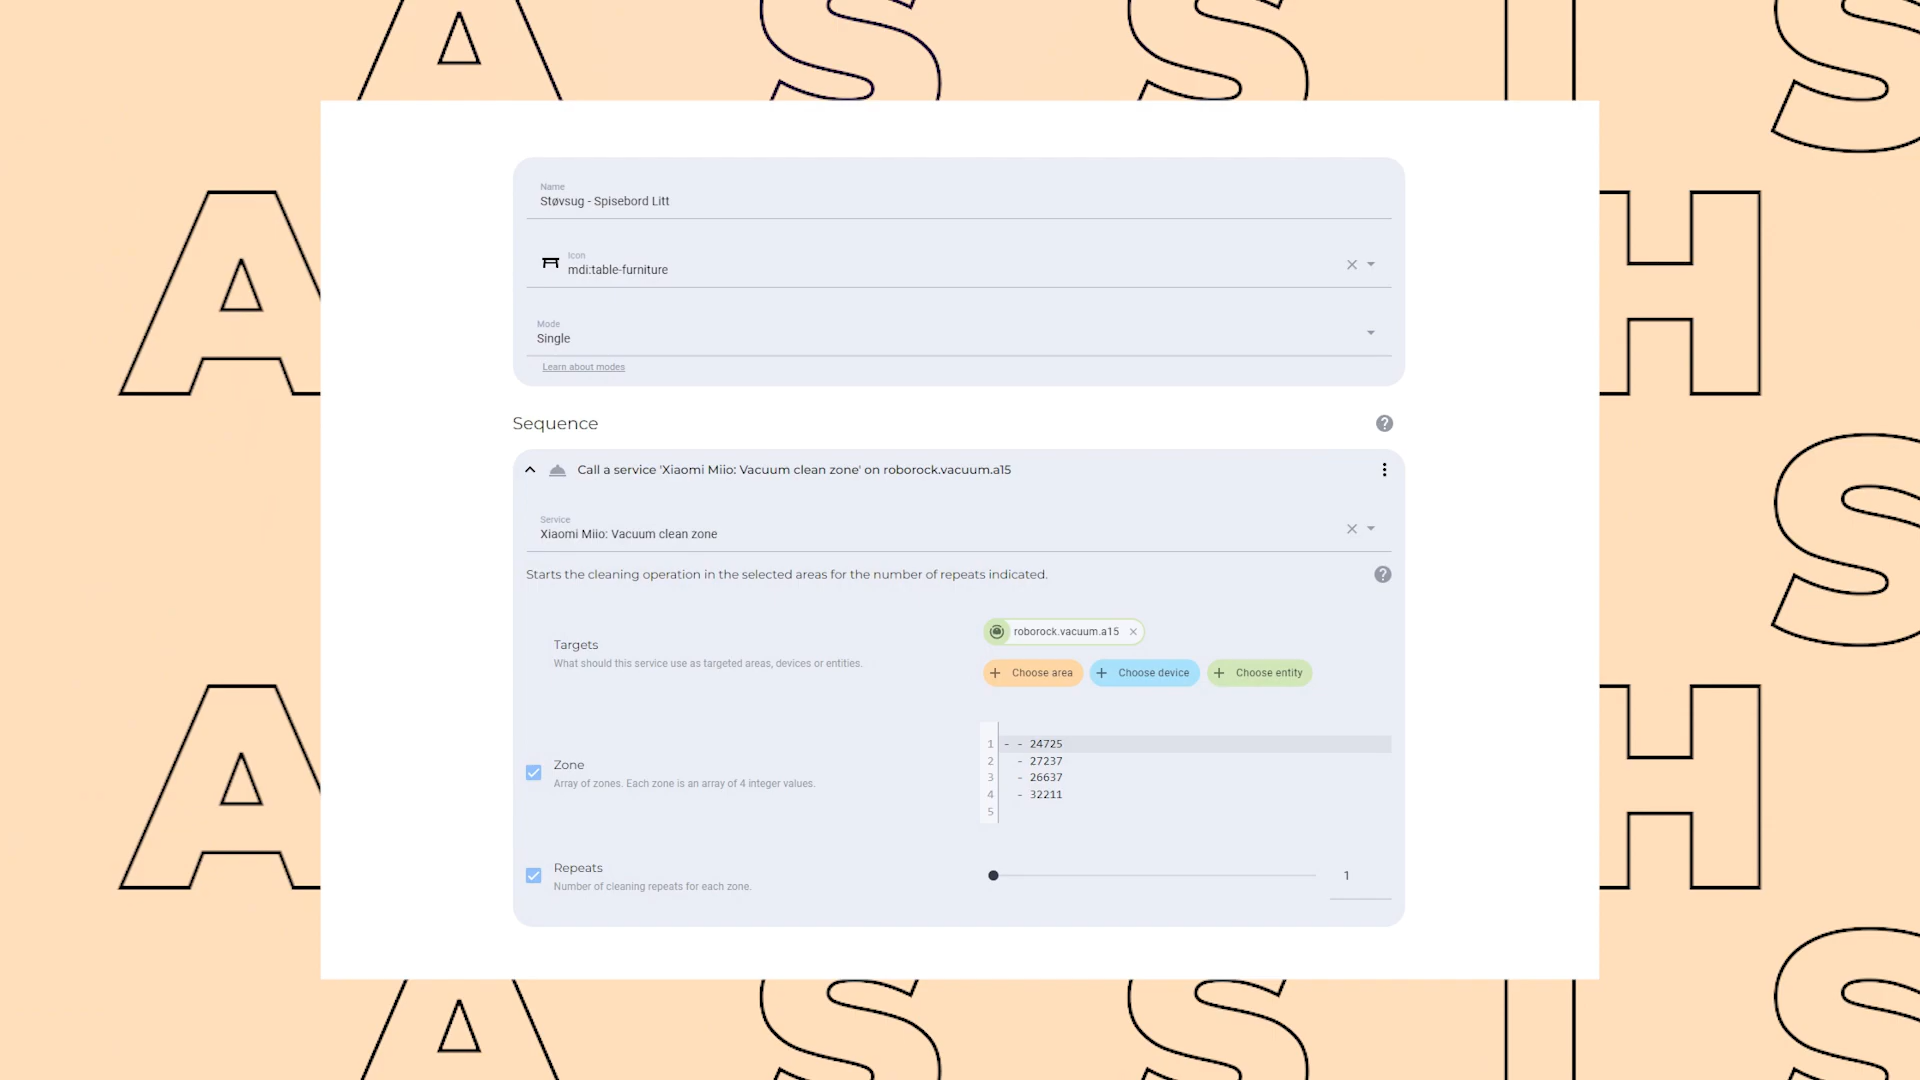 A S S I S
A H
Name
Støvsug - Spisebord Litt
Icon
mdi:table-furniture
Mode
Single
Learn about modes
Sequence
Call a service 'Xiaomi Miio: Vacuum clean zone' on roborock.vacuum.a15
Service
Xiaomi Miio: Vacuum clean zone
Starts the cleaning operation in the selected areas for the number of repeats indicated.
S
Targets
What should this service use as targeted areas, devices or entities.
roborock.vacuum.a15
Choose area
Choose device
Choose entity
A H
Zone
Array of zones. Each zone is an array of 4 integer values.
1 - - 24725
2 - 27237
3 - 26637
4 - 32211
5
Repeats
Number of cleaning repeats for each zone.
1
A S S I S